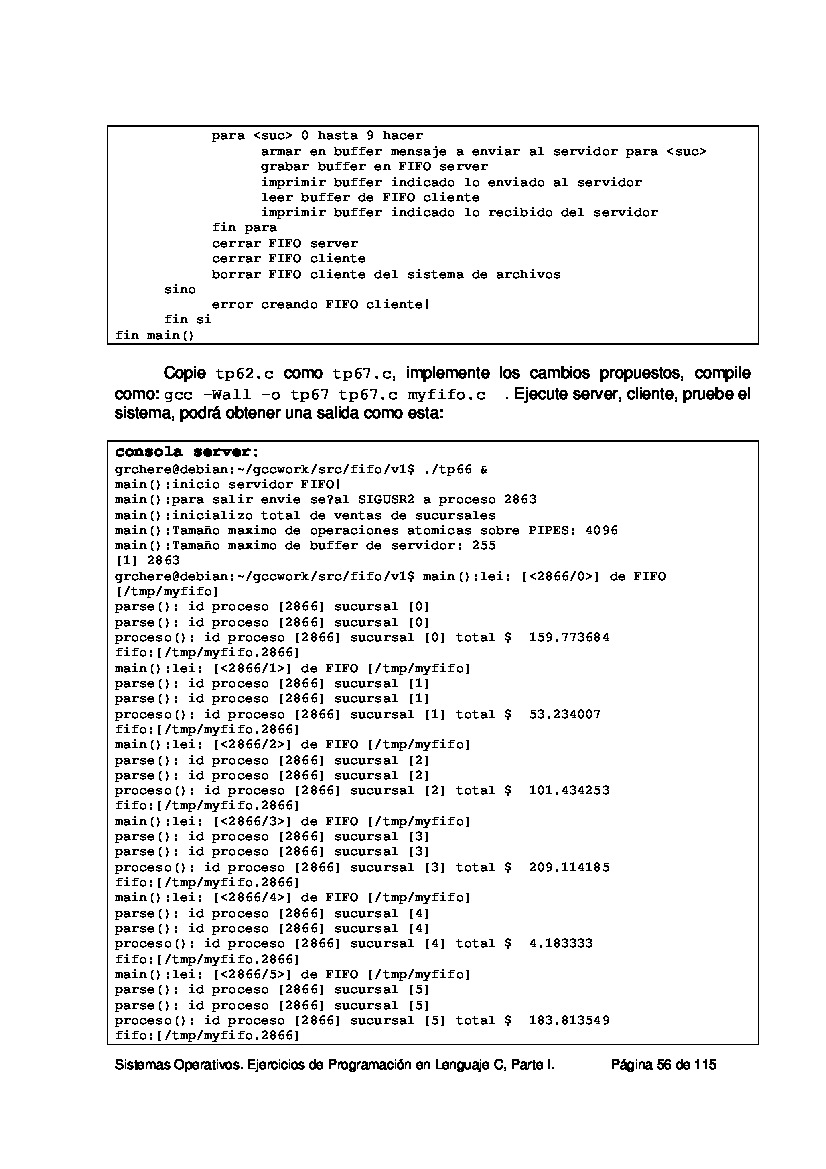 para <suc> 0 hasta 9 hacer
armar en buffer mensaje a enviar al servidor para <suc>
grabar buffer en FIFO server
imprimir buffer indicado lo enviado al servidor
leer buffer de FIFO cliente
imprimir buffer indicado lo recibido del servidor
fin para
cerrar FIFO server
cerrar FIFO cliente
borrar FIFO cliente del sistema de archivos
sino
error creando FIFO cliente!
fin si
fin main()
Copie tp62.c como tp67.c, implemente los cambios propuestos, compile
como: gcc -Wall -o tp67 tp67.c myfifo.c . Ejecute server, cliente, pruebe el
sistema, podrá obtener una salida como esta:
consola server:
grchere@debian:~/gccwork/src/fifo/v1$ ./tp66 &
main():inicio servidor FIFO!
main():para salir envie se?al SIGUSR2 a proceso 2863
main():inicializo total de ventas de sucursales
main():Tamaño maximo de operaciones atomicas sobre PIPES: 4096
main():Tamaño maximo de buffer de servidor: 255
[1] 2863
grchere@debian:~/gccwork/src/fifo/v1$ main():lei: [<2866/0>] de FIFO
[/tmp/myfifo]
parse(): id proceso [2866] sucursal [0]
parse(): id proceso [2866] sucursal [0]
proceso(): id proceso [2866] sucursal [0] total $  159.773684
fifo:[/tmp/myfifo.2866]
main():lei: [<2866/1>] de FIFO [/tmp/myfifo]
parse(): id proceso [2866] sucursal [1]
parse(): id proceso [2866] sucursal [1]
proceso(): id proceso [2866] sucursal [1] total $  53.234007
fifo:[/tmp/myfifo.2866]
main():lei: [<2866/2>] de FIFO [/tmp/myfifo]
parse(): id proceso [2866] sucursal [2]
parse(): id proceso [2866] sucursal [2]
proceso(): id proceso [2866] sucursal [2] total $  101.434253
fifo:[/tmp/myfifo.2866]
main():lei: [<2866/3>] de FIFO [/tmp/myfifo]
parse(): id proceso [2866] sucursal [3]
parse(): id proceso [2866] sucursal [3]
proceso(): id proceso [2866] sucursal [3] total $  209.114185
fifo:[/tmp/myfifo.2866]
main():lei: [<2866/4>] de FIFO [/tmp/myfifo]
parse(): id proceso [2866] sucursal [4]
parse(): id proceso [2866] sucursal [4]
proceso(): id proceso [2866] sucursal [4] total $  4.183333
fifo:[/tmp/myfifo.2866]
main():lei: [<2866/5>] de FIFO [/tmp/myfifo]
parse(): id proceso [2866] sucursal [5]
parse(): id proceso [2866] sucursal [5]
proceso(): id proceso [2866] sucursal [5] total $  183.813549
fifo:[/tmp/myfifo.2866]
Sistemas Operativos. Ejercicios de Programación en Lenguaje C, Parte I. Página 56 de 115